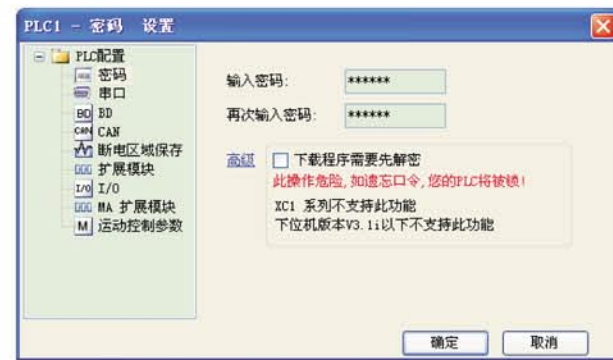 PLC1 - 密码 设置
PLC配置
密码
串口
BD BD
CAN CAN
断电区域保存
扩展模块
I/O I/O
MA 扩展模块
M 运动控制参数
输入密码: ******
再次输入密码: ******
高级 下载程序需要先解密
此操作危险,如遗忘口令,您的PLC将被锁!
XC1 系列不支持此功能
下位机版本V3.1i以下不支持此功能
确定 取消